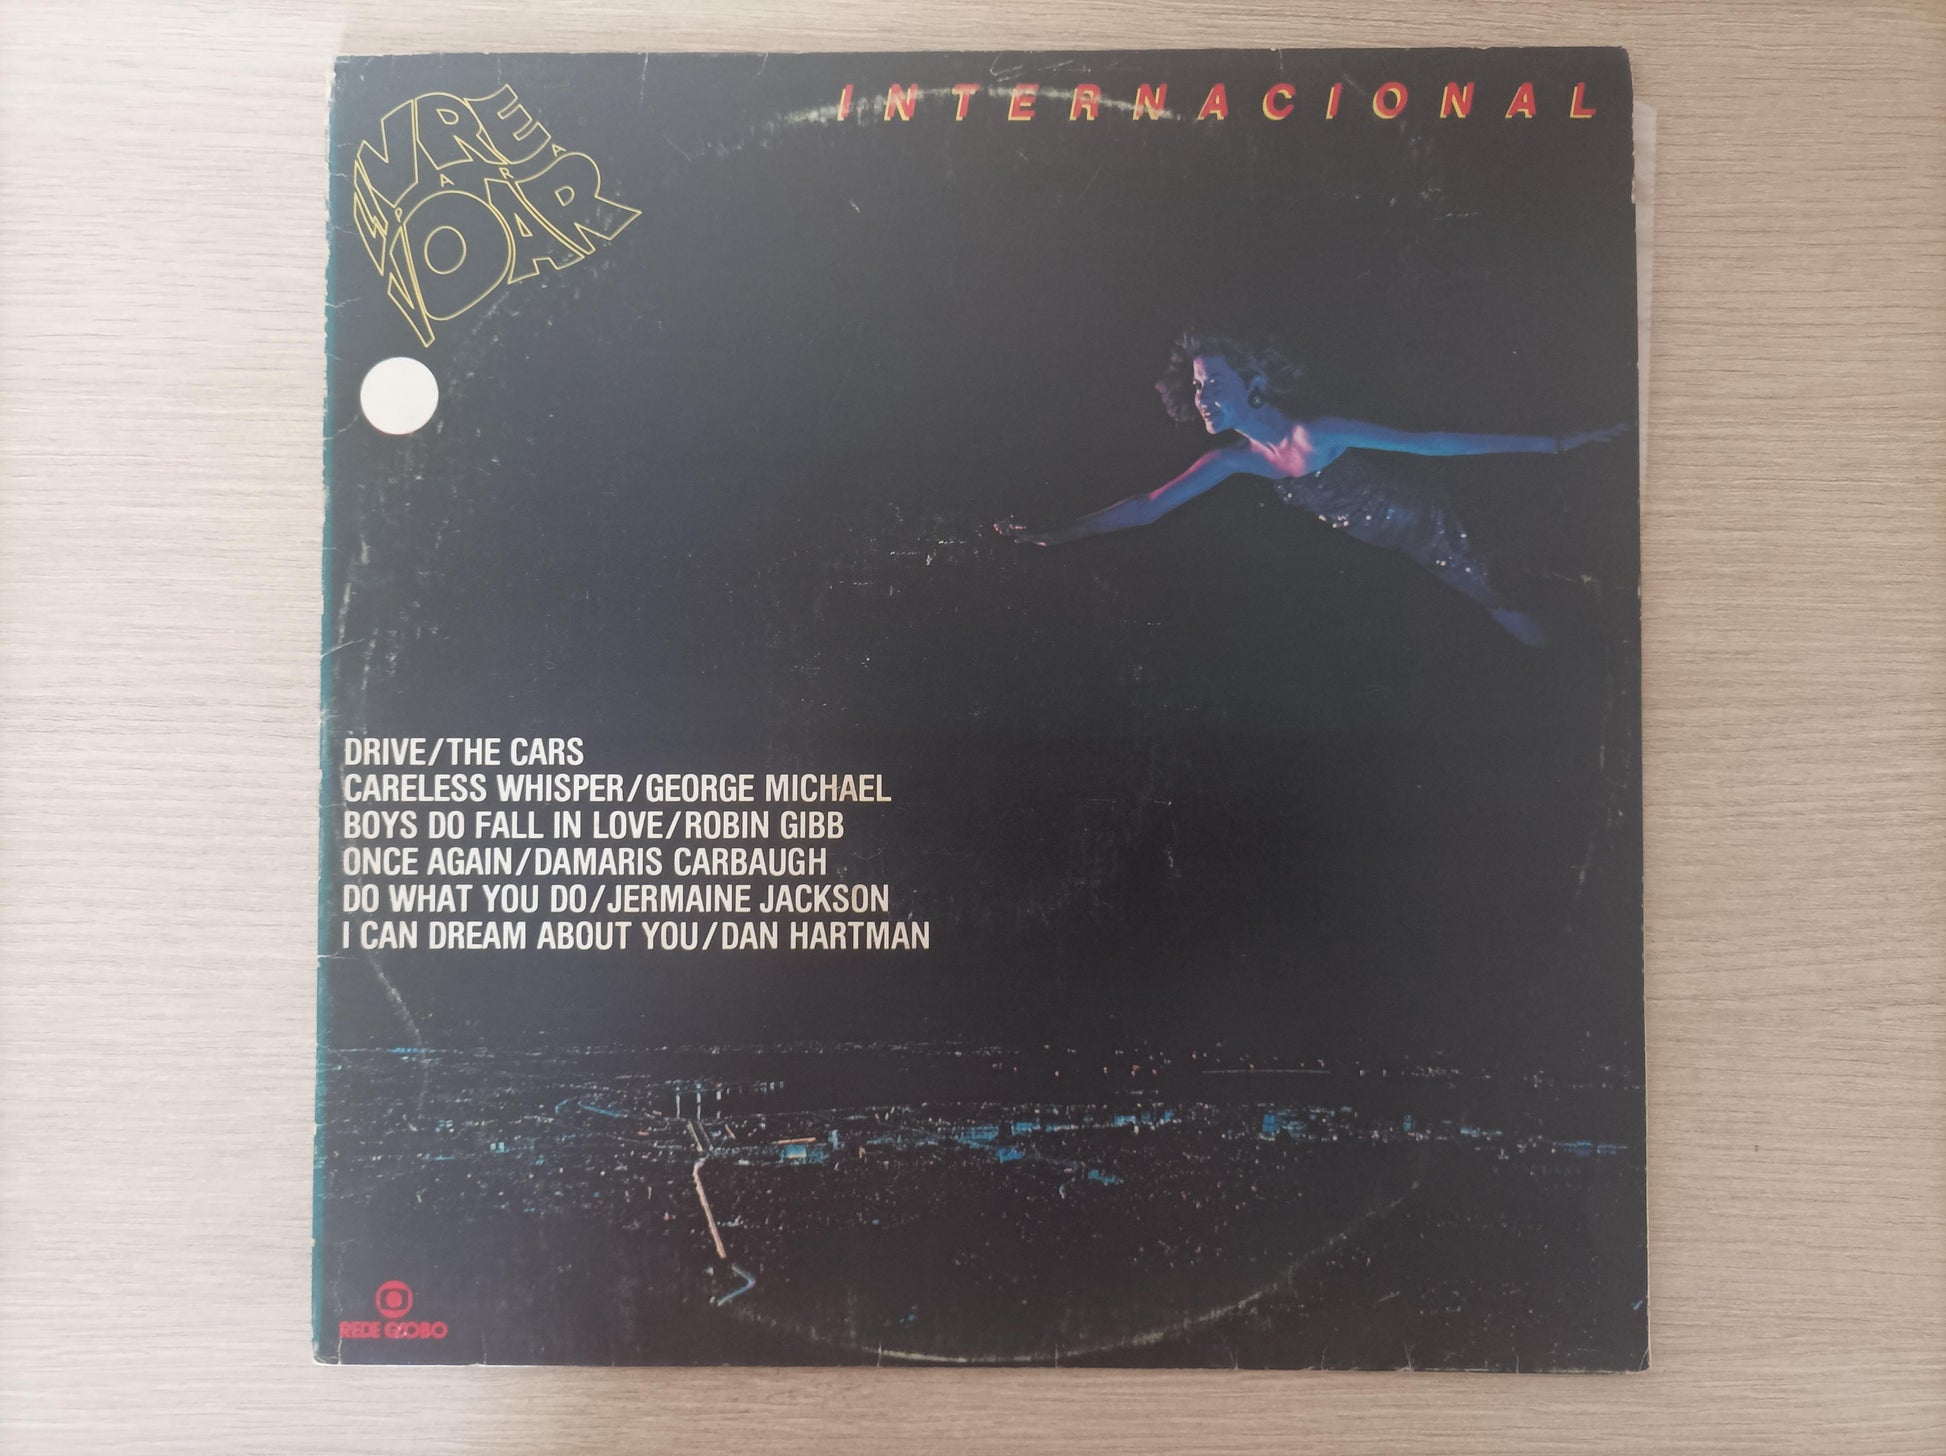 LIVRE
PARA
VOAR
INTERNACIONAL
DRIVE/THE CARS
CARELESS WHISPER/GEORGE MICHAEL
BOYS DO FALL IN LOVE/ROBIN GIBB
ONCE AGAIN/DAMARIS CARBAUGH
DO WHAT YOU DO/JERMAINE JACKSON
I CAN DREAM ABOUT YOU/DAN HARTMAN
REDE GLOBO